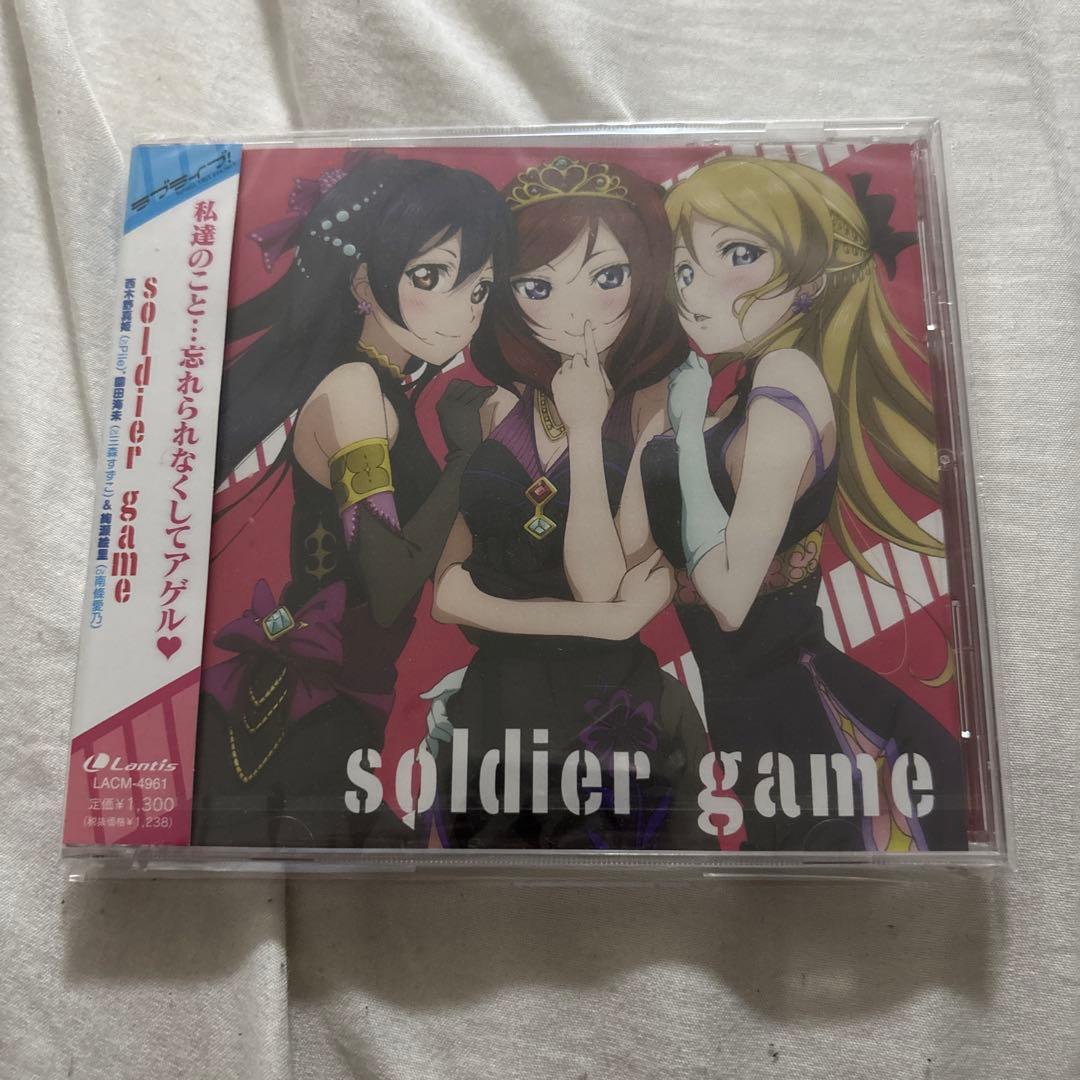 ラブライブ!
私達のこと…忘れられなくしてアゲル♥
soldier game
西木野真姫(CV.Pile)、園田海未(CV.三森すずこ)&絢瀬絵里(CV.南條愛乃)
Lantis
LACM-4961
定価¥1,300
(税抜価格¥1,238)
soldier game